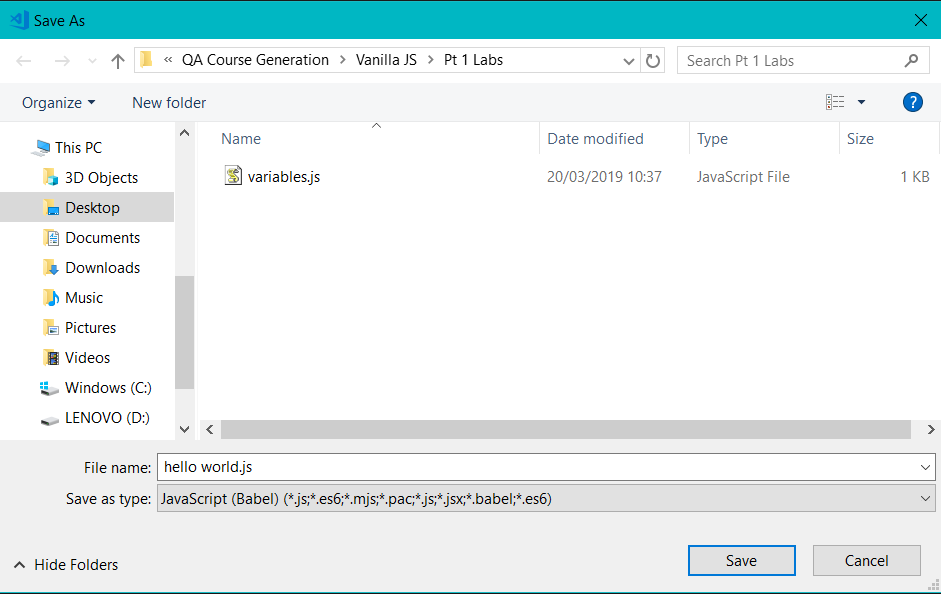 Save As
« QA Course Generation > Vanilla JS > Pt 1 Labs
Search Pt 1 Labs
Organize
New folder
?
This PC
3D Objects
Desktop
Documents
Downloads
Music
Pictures
Videos
Windows (C:)
LENOVO (D:)
Name Date modified Type Size
variables.js 20/03/2019 10:37 JavaScript File 1 KB
File name: hello world.js
Save as type: JavaScript (Babel) (*.js;*.es6;*.mjs;*.pac;*.js;*.jsx;*.babel;*.es6)
Hide Folders
Save
Cancel